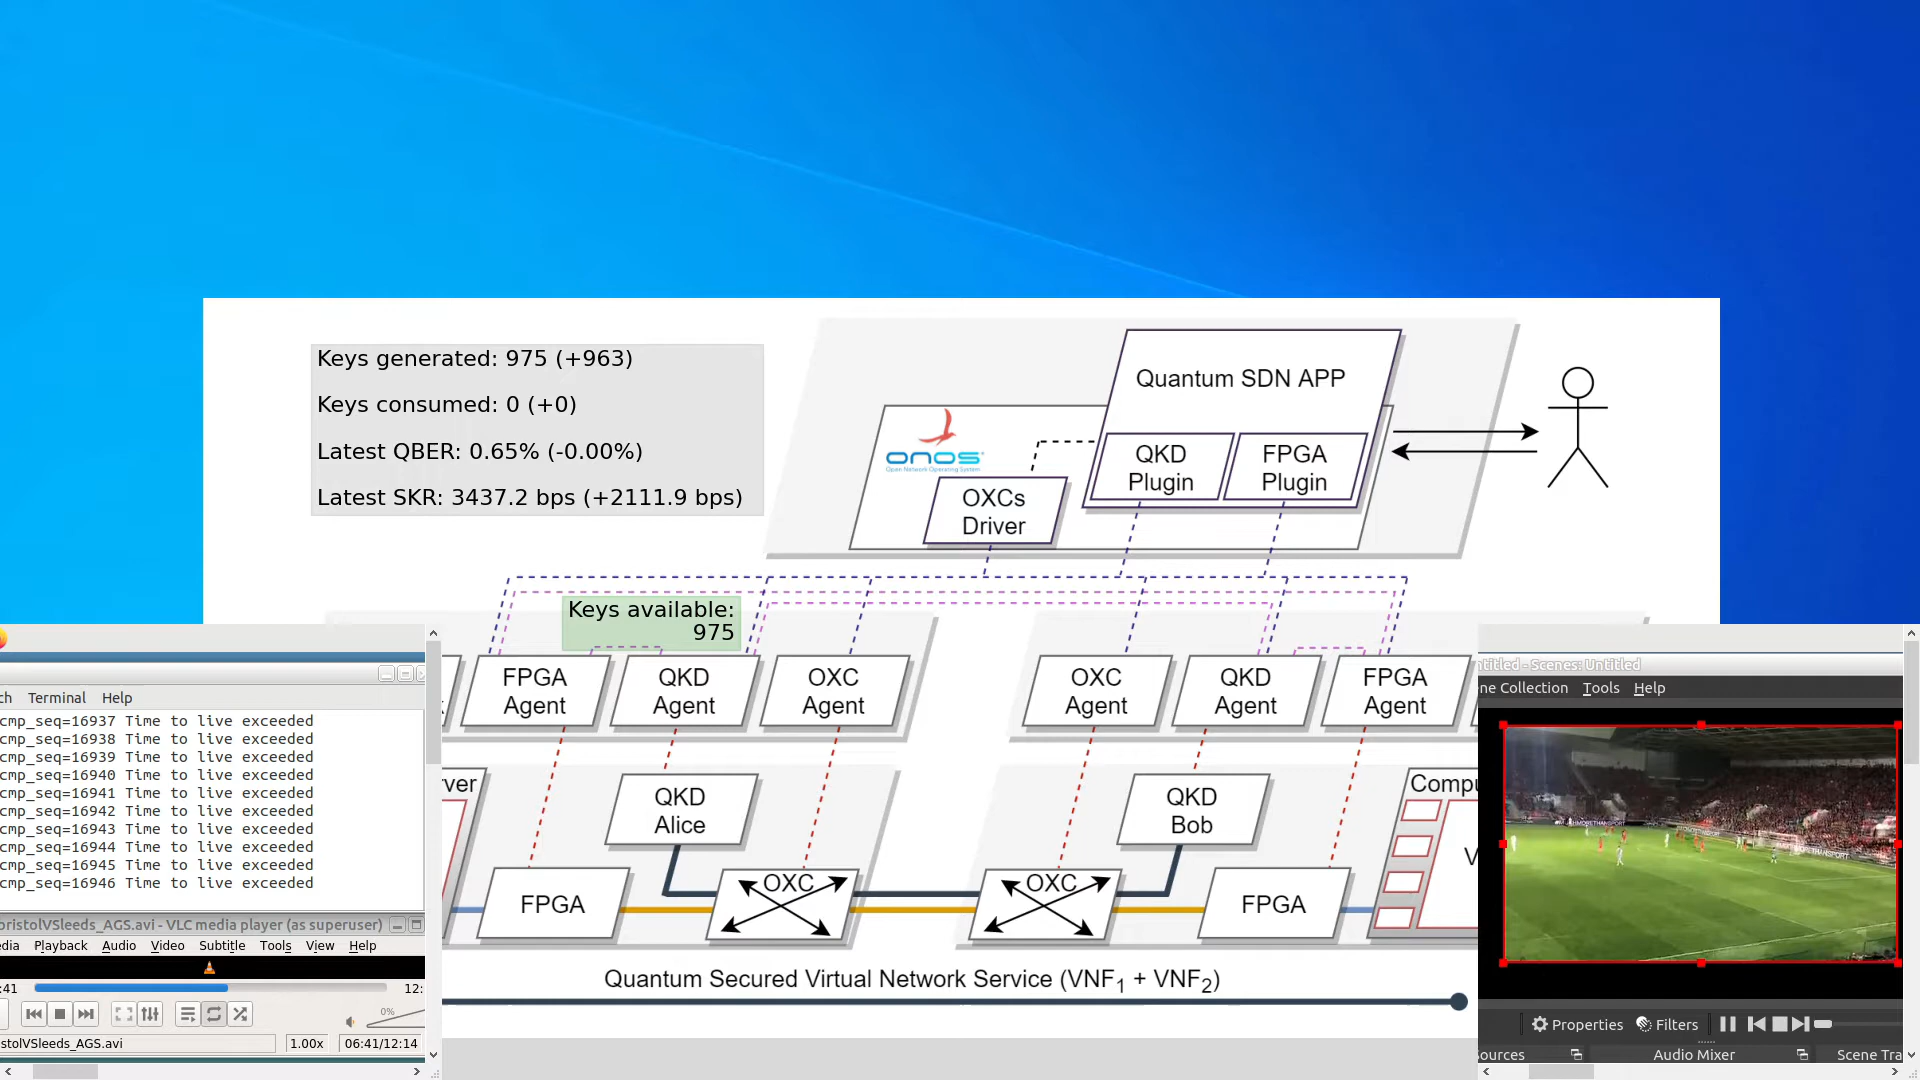 Keys generated: 975 (+963)
Keys consumed: 0 (+0)
Latest QBER: 0.65% (-0.00%)
Latest SKR: 3437.2 bps (+2111.9 bps)
Quantum SDN APP
onos
Open Network Operating System
QKD
Plugin
FPGA
Plugin
OXCs
Driver
Keys available:
975
FPGA
Agent
QKD
Agent
OXC
Agent
OXC
Agent
QKD
Agent
FPGA
Agent
QKD
Alice
QKD
Bob
ver
Compu
V
FPGA
OXC
OXC
FPGA
Quantum Secured Virtual Network Service (VNF1 + VNF2)
ch Terminal Help
cmp_seq=16937 Time to live exceeded
cmp_seq=16938 Time to live exceeded
cmp_seq=16939 Time to live exceeded
cmp_seq=16940 Time to live exceeded
cmp_seq=16941 Time to live exceeded
cmp_seq=16942 Time to live exceeded
cmp_seq=16943 Time to live exceeded
cmp_seq=16944 Time to live exceeded
cmp_seq=16945 Time to live exceeded
cmp_seq=16946 Time to live exceeded
oristolVSleeds_AGS.avi - VLC media player (as superuser)
edia Playback Audio Video Subtitle Tools View Help
:41 12:
0%
stolVSleeds_AGS.avi 1.00x 06:41/12:14
ntitled - Scenes: Untitled
ne Collection Tools Help
Properties Filters
ources Audio Mixer Scene Tra